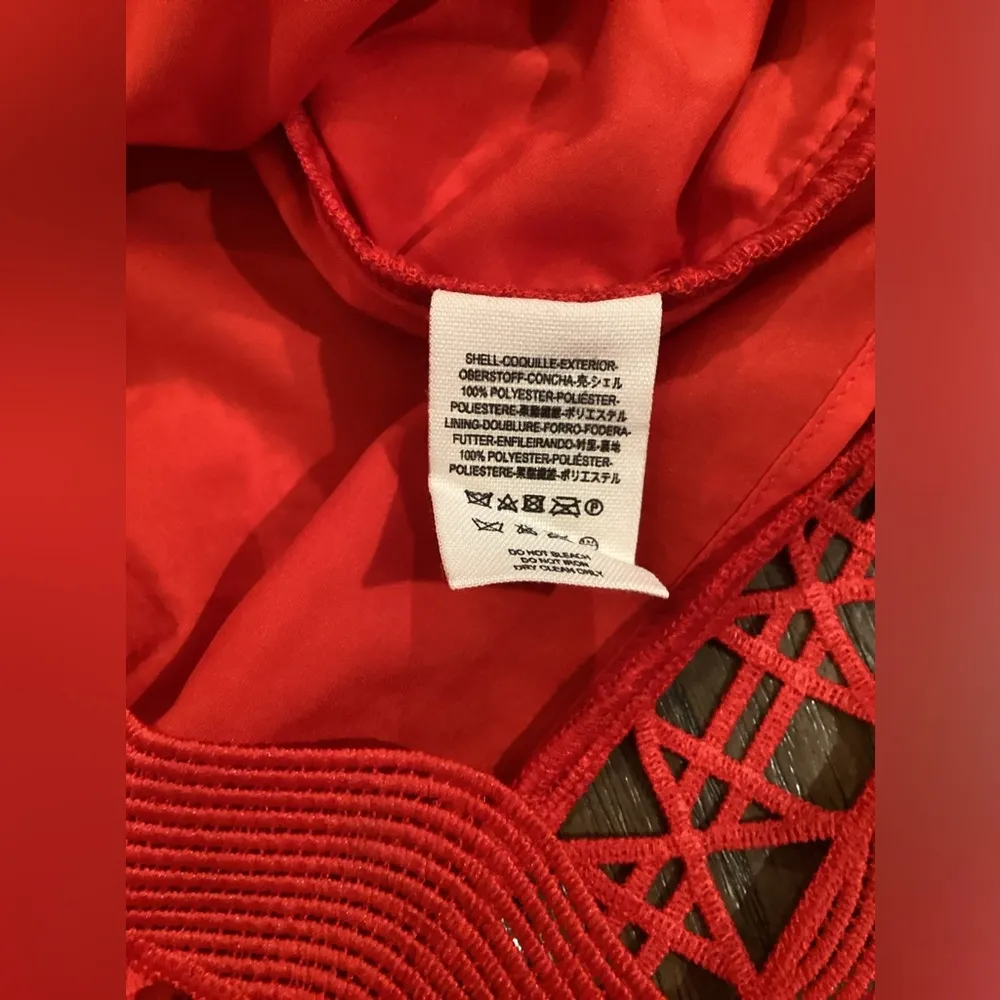 SHELL-COQUILLE-EXTERIOR-
OBERSTOFF-CONCHA-壳-シェル
100% POLYESTER-POLIÉSTER-
POLIESTERE-聚酯纖維-ポリエステル
LINING-DOUBLURE-FORRO-FODERA-
FUTTER-ENFILEIRANDO-衬里-裏地
100% POLYESTER-POLIÉSTER-
POLIESTERE-聚酯纖維-ポリエステル
P
DO NOT BLEACH
DO NOT IRON
DRY CLEAN ONLY